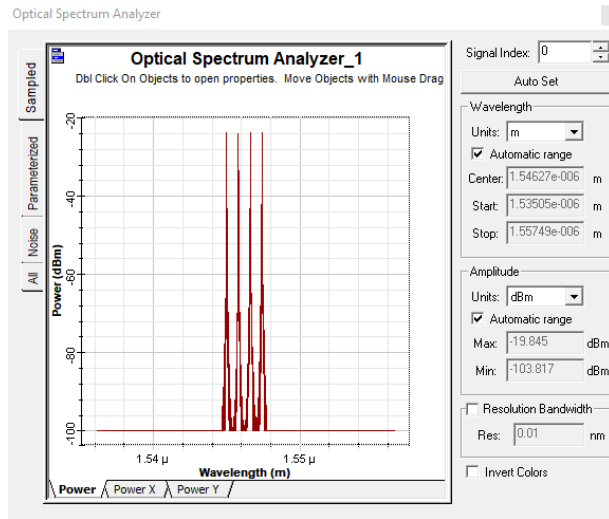 Optical Spectrum Analyzer
Optical Spectrum Analyzer_1
Dbl Click On Objects to open properties. Move Objects with Mouse Drag
Sampled
Parameterized
Noise
All
Power (dBm)
-20
-40
-60
-80
-100
1.54 µ
1.55 µ
Wavelength (m)
Power
Power X
Power Y
Signal Index: 0
Auto Set
Wavelength
Units: m
Automatic range
Center: 1.54627e-006 m
Start: 1.53505e-006 m
Stop: 1.55749e-006 m
Amplitude
Units: dBm
Automatic range
Max: -19.845 dBm
Min: -103.817 dBm
Resolution Bandwidth
Res: 0.01 nm
Invert Colors